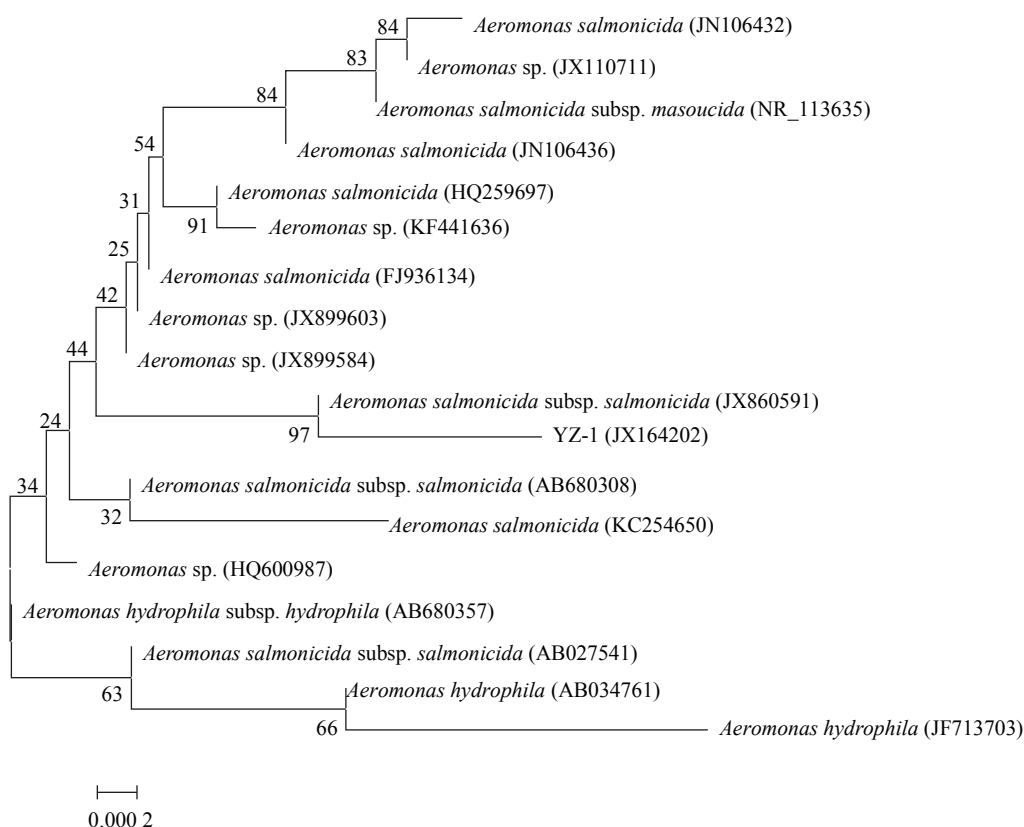 84
Aeromonas salmonicida (JN106432)
83
Aeromonas sp. (JX110711)
84
Aeromonas salmonicida subsp. masoucida (NR_113635)
54
Aeromonas salmonicida (JN106436)
Aeromonas salmonicida (HQ259697)
31
91
Aeromonas sp. (KF441636)
25
Aeromonas salmonicida (FJ936134)
42
Aeromonas sp. (JX899603)
44
Aeromonas sp. (JX899584)
Aeromonas salmonicida subsp. salmonicida (JX860591)
24
97
YZ-1 (JX164202)
34
Aeromonas salmonicida subsp. salmonicida (AB680308)
32
Aeromonas salmonicida (KC254650)
Aeromonas sp. (HQ600987)
Aeromonas hydrophila subsp. hydrophila (AB680357)
Aeromonas salmonicida subsp. salmonicida (AB027541)
63
Aeromonas hydrophila (AB034761)
66
Aeromonas hydrophila (JF713703)
0.000 2